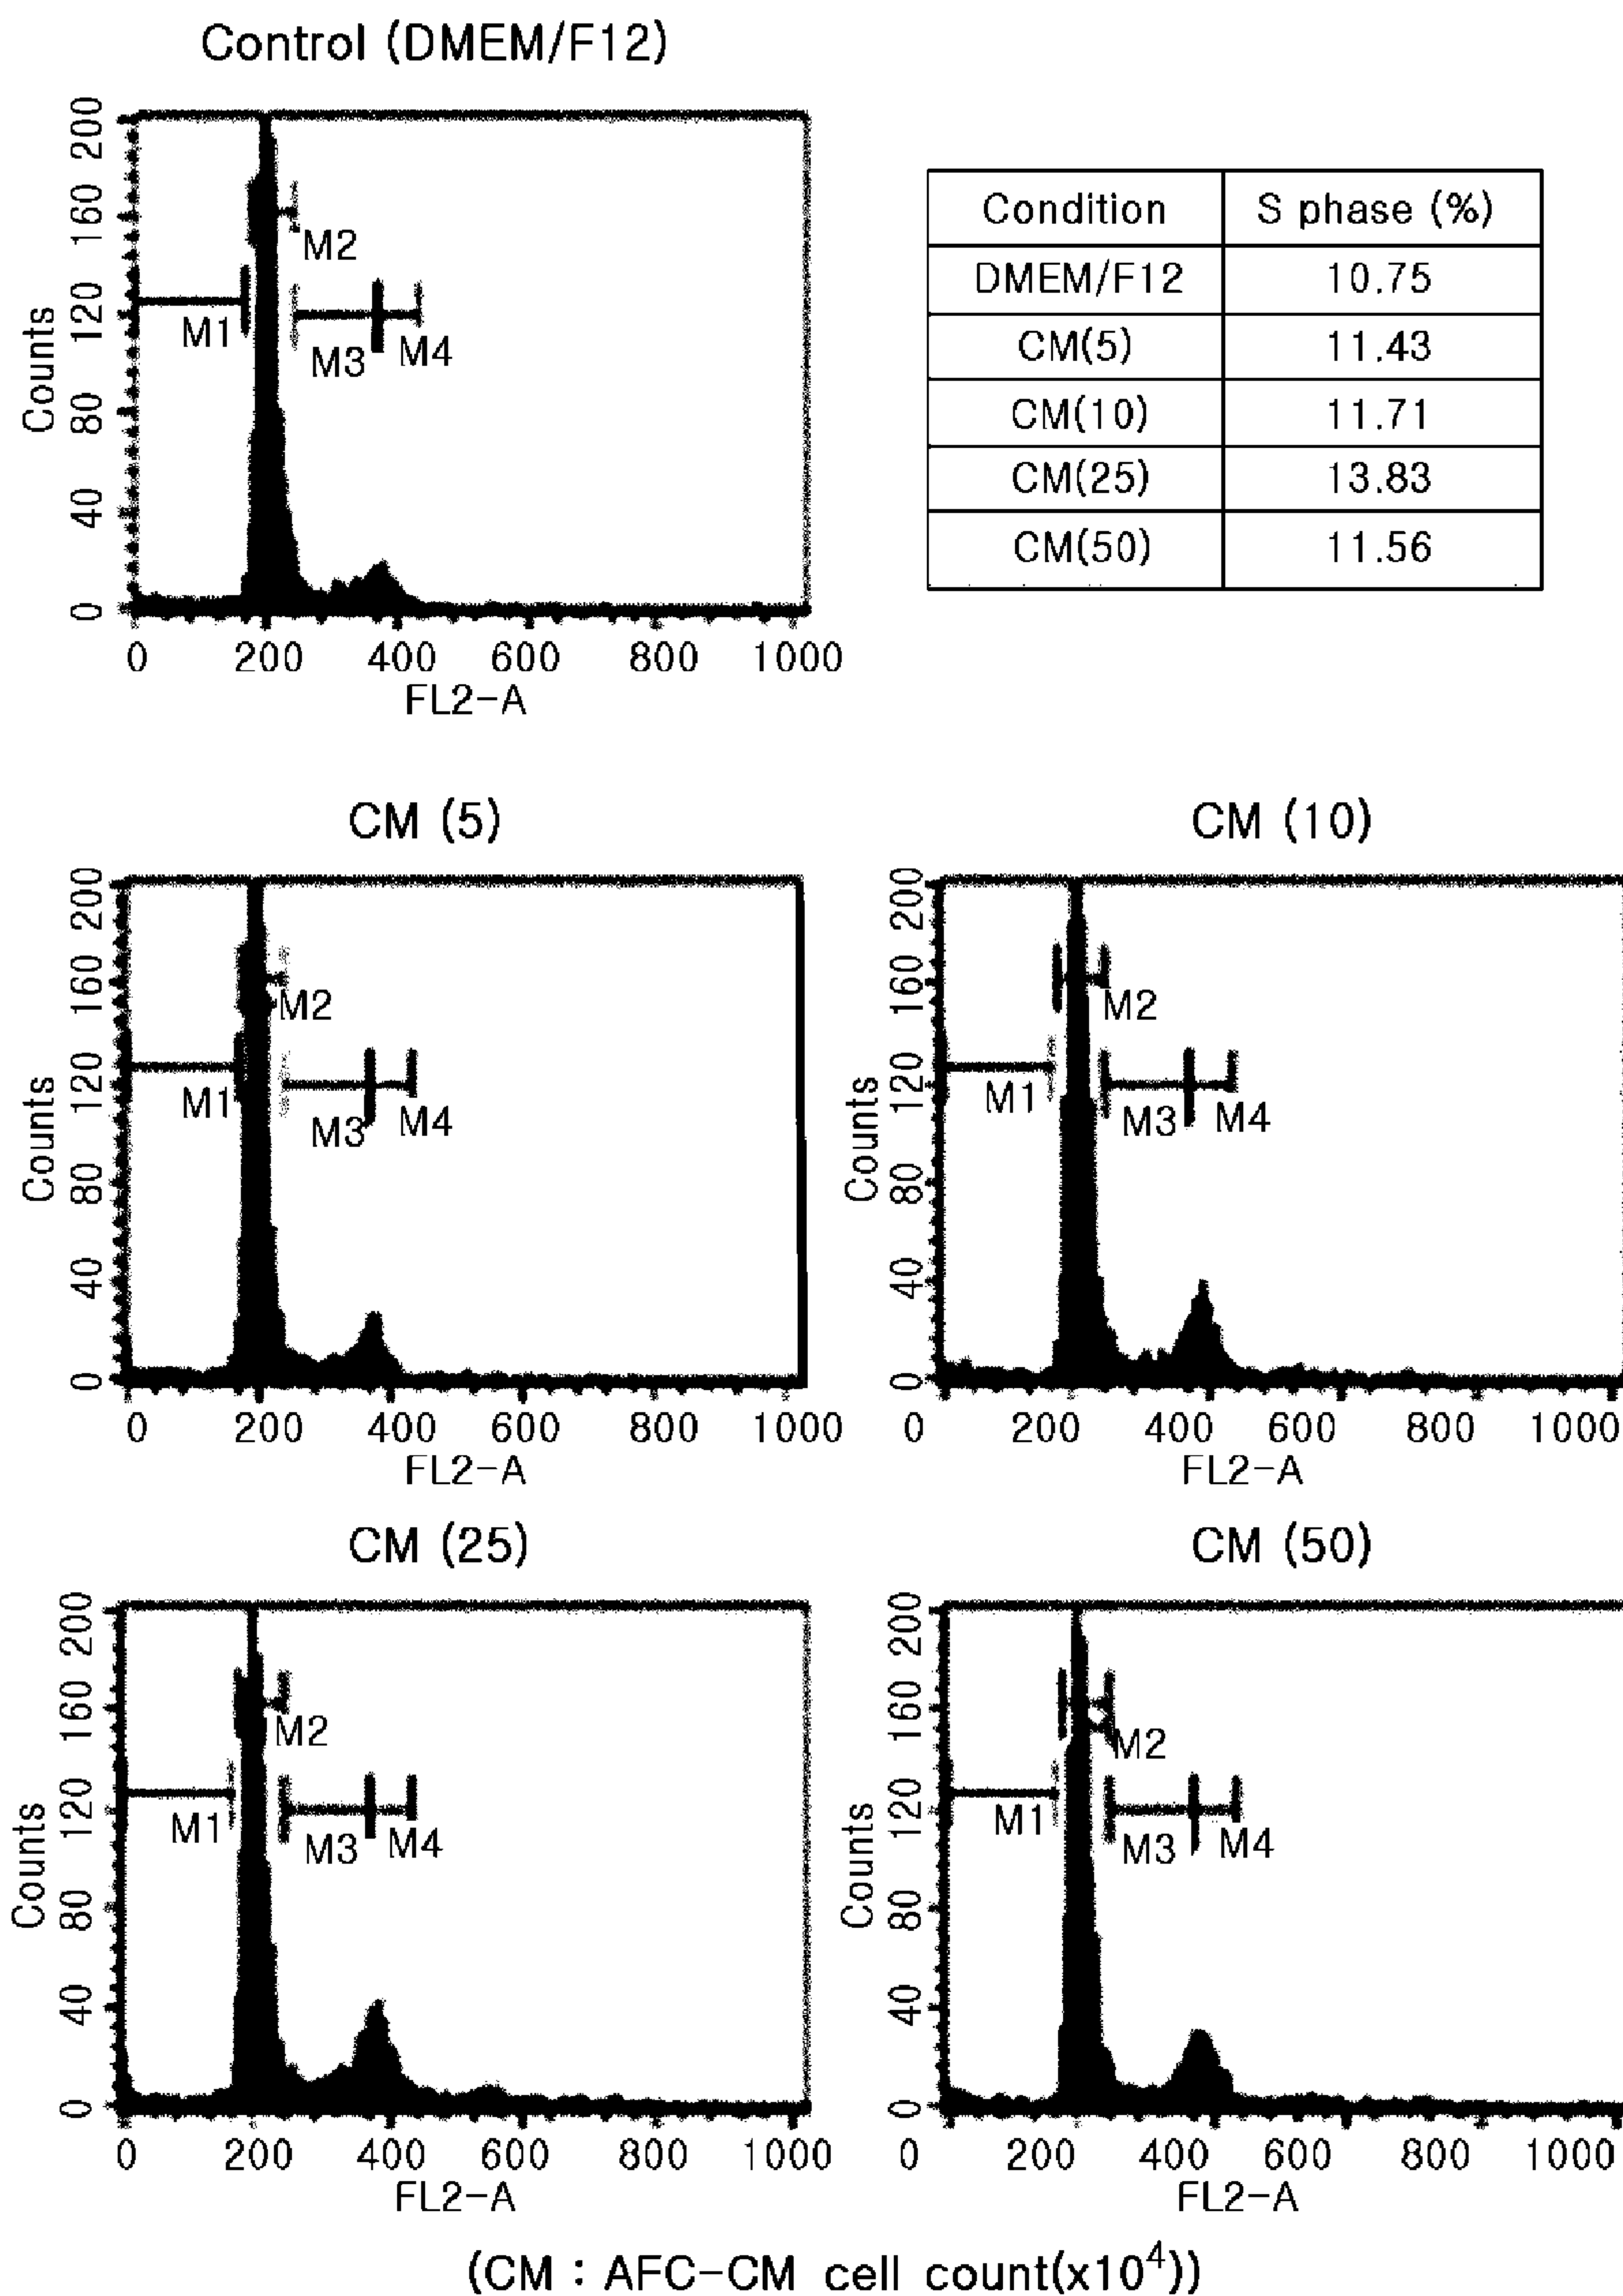 Control (DMEM/F12)
Counts
200
160
120
80
40
0
M1
M2
M3
M4
0 200 400 600 800 1000
FL2-A
Condition S phase (%)
DMEM/F12 10.75
CM(5) 11.43
CM(10) 11.71
CM(25) 13.83
CM(50) 11.56
CM (5)
Counts
200
160
120
80
40
0
M1
M2
M3
M4
0 200 400 600 800 1000
FL2-A
CM (10)
Counts
200
160
120
80
40
0
M1
M2
M3
M4
0 200 400 600 800 1000
FL2-A
CM (25)
Counts
200
160
120
80
40
0
M1
M2
M3
M4
0 200 400 600 800 1000
FL2-A
CM (50)
Counts
200
160
120
80
40
0
M1
M2
M3
M4
0 200 400 600 800 1000
FL2-A
(CM : AFC-CM cell count(x10⁴))